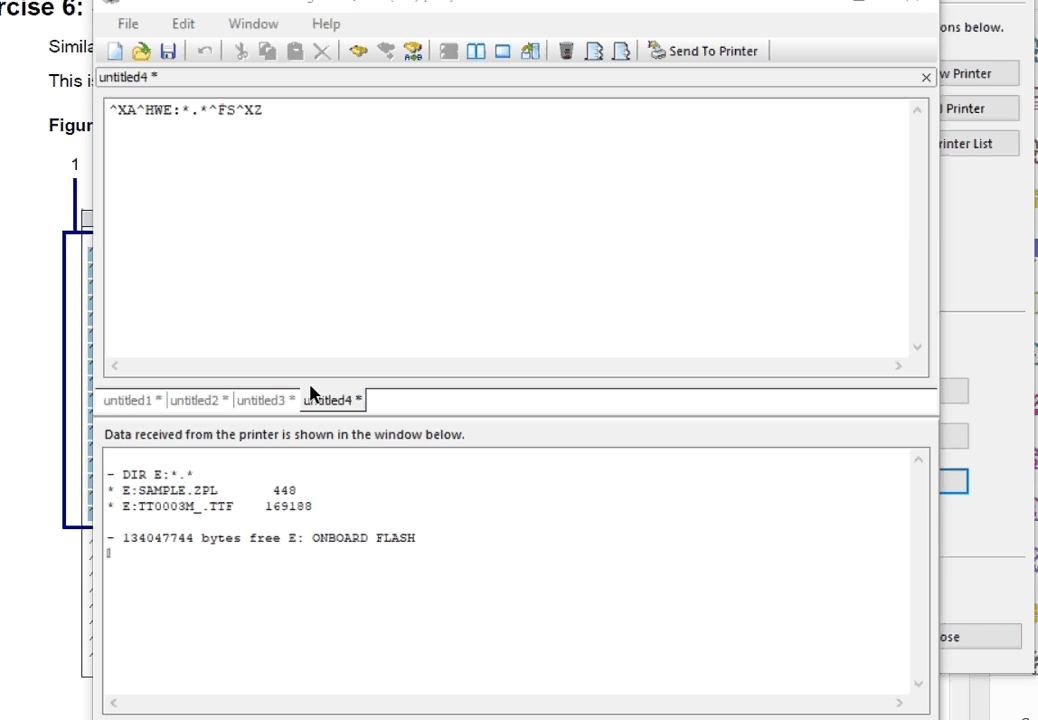 rcise 6:
Simila
This i
Figur
1
File Edit Window Help
Send To Printer
untitled4 *
^XA^HWE:*.*^FS^XZ
untitled1 * untitled2 * untitled3 * untitled4 *
Data received from the printer is shown in the window below.
- DIR E:*.*
* E:SAMPLE.ZPL 448
* E:TT0003M_.TTF 169188
- 134047744 bytes free E: ONBOARD FLASH
ons below.
w Printer
Printer
rinter List
ose